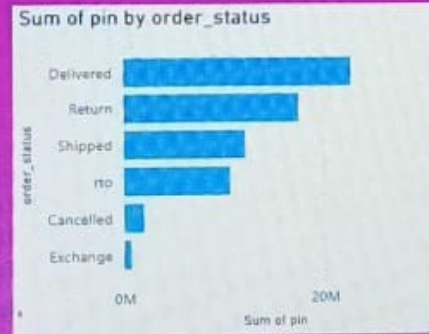 Sum of pin by order_status
order_status
Delivered
Return
Shipped
rto
Cancelled
Exchange
0M 20M
Sum of pin